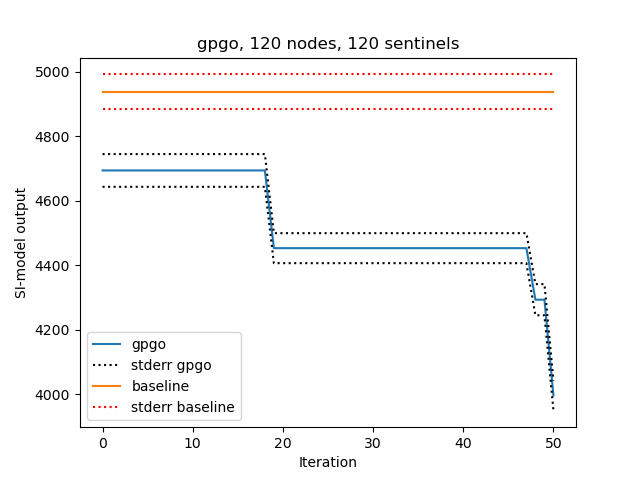 gpgo, 120 nodes, 120 sentinels
5000
4800
4600
4400
4200
4000
SI-model output
gpgo
stderr gpgo
baseline
stderr baseline
0 10 20 30 40 50
Iteration